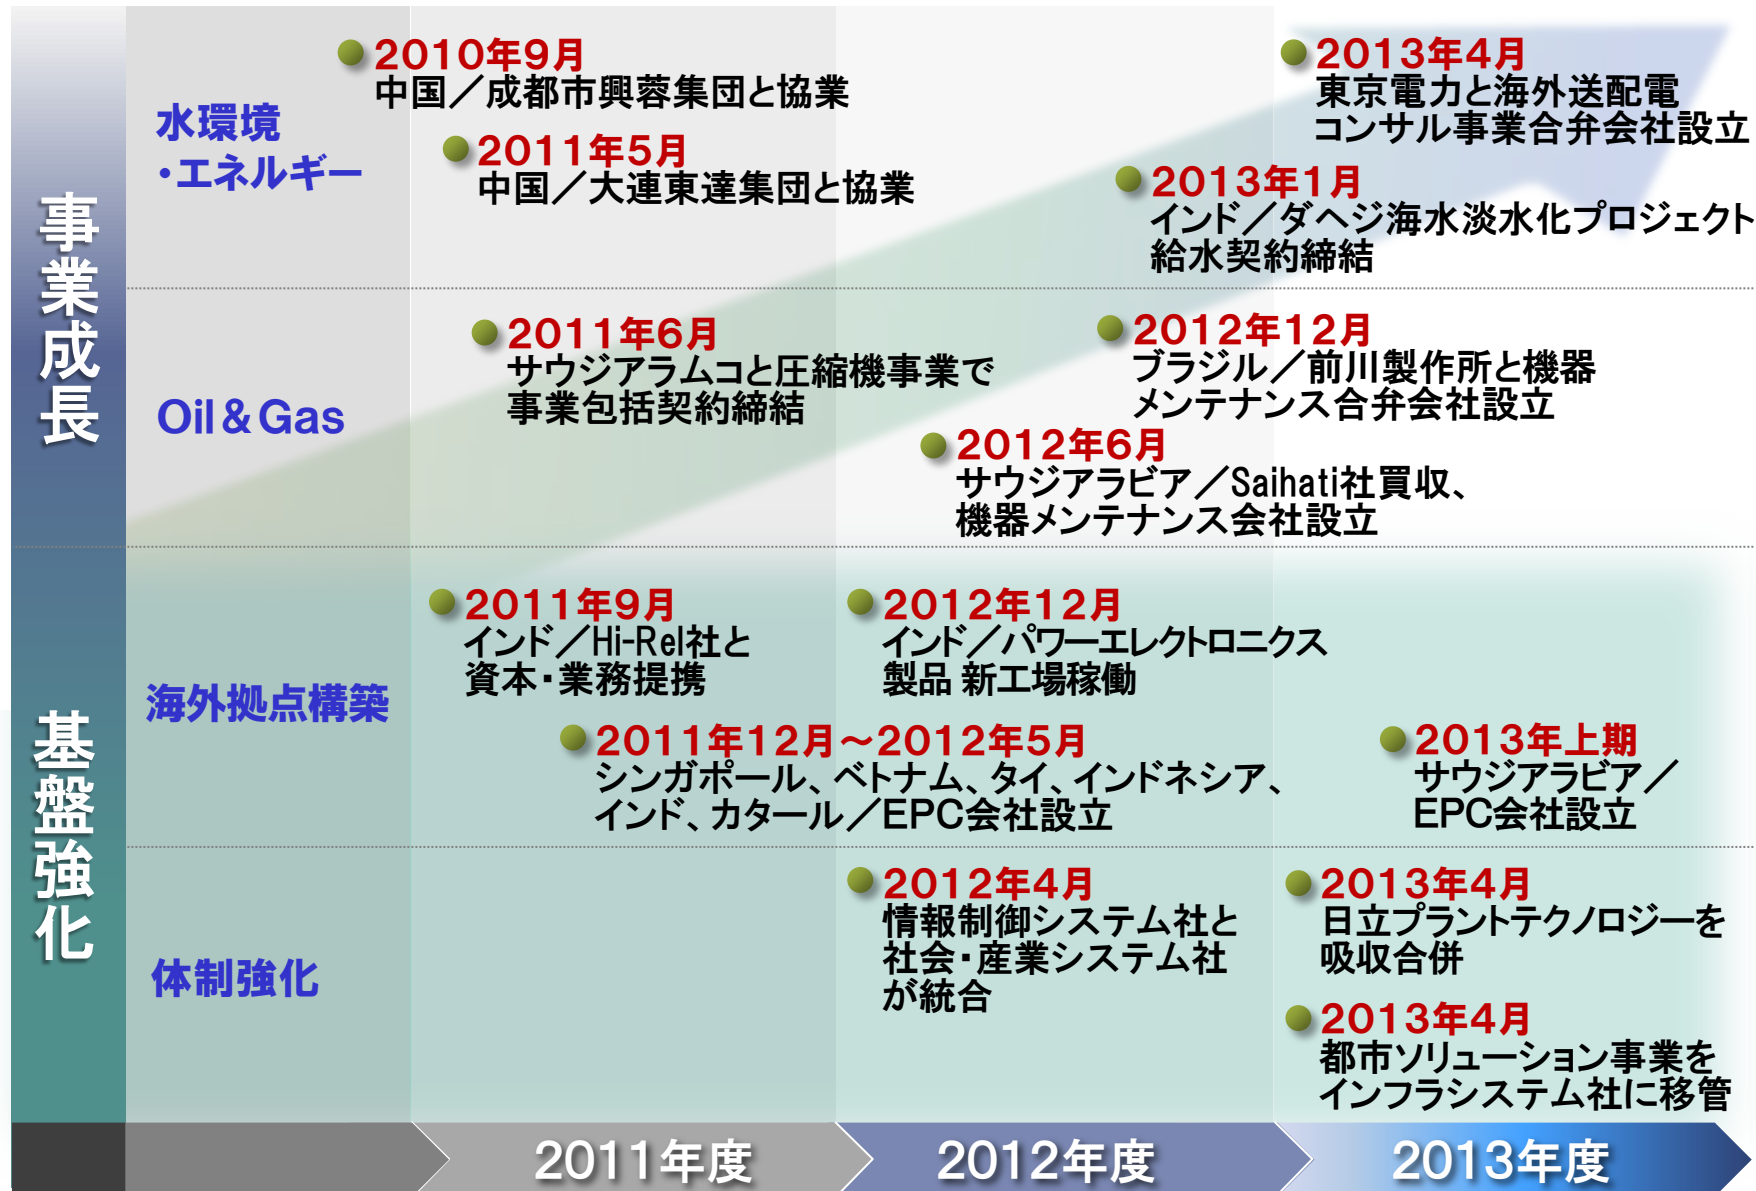 事業成長
水環境
・エネルギー
2010年9月
中国／成都市興蓉集団と協業
2011年5月
中国／大連東達集団と協業
2013年4月
東京電力と海外送配電
コンサル事業合弁会社設立
2013年1月
インド／ダヘジ海水淡水化プロジェクト
給水契約締結
Oil＆Gas
2011年6月
サウジアラムコと圧縮機事業で
事業包括契約締結
2012年12月
ブラジル／前川製作所と機器
メンテナンス合弁会社設立
2012年6月
サウジアラビア／Saihati社買収、
機器メンテナンス会社設立
基盤強化
海外拠点構築
2011年9月
インド／Hi-Rel社と
資本・業務提携
2012年12月
インド／パワーエレクトロニクス
製品 新工場稼働
2011年12月～2012年5月
シンガポール、ベトナム、タイ、インドネシア、
インド、カタール／EPC会社設立
2013年上期
サウジアラビア／
EPC会社設立
体制強化
2012年4月
情報制御システム社と
社会・産業システム社
が統合
2013年4月
日立プラントテクノロジーを
吸収合併
2013年4月
都市ソリューション事業を
インフラシステム社に移管
2011年度
2012年度
2013年度